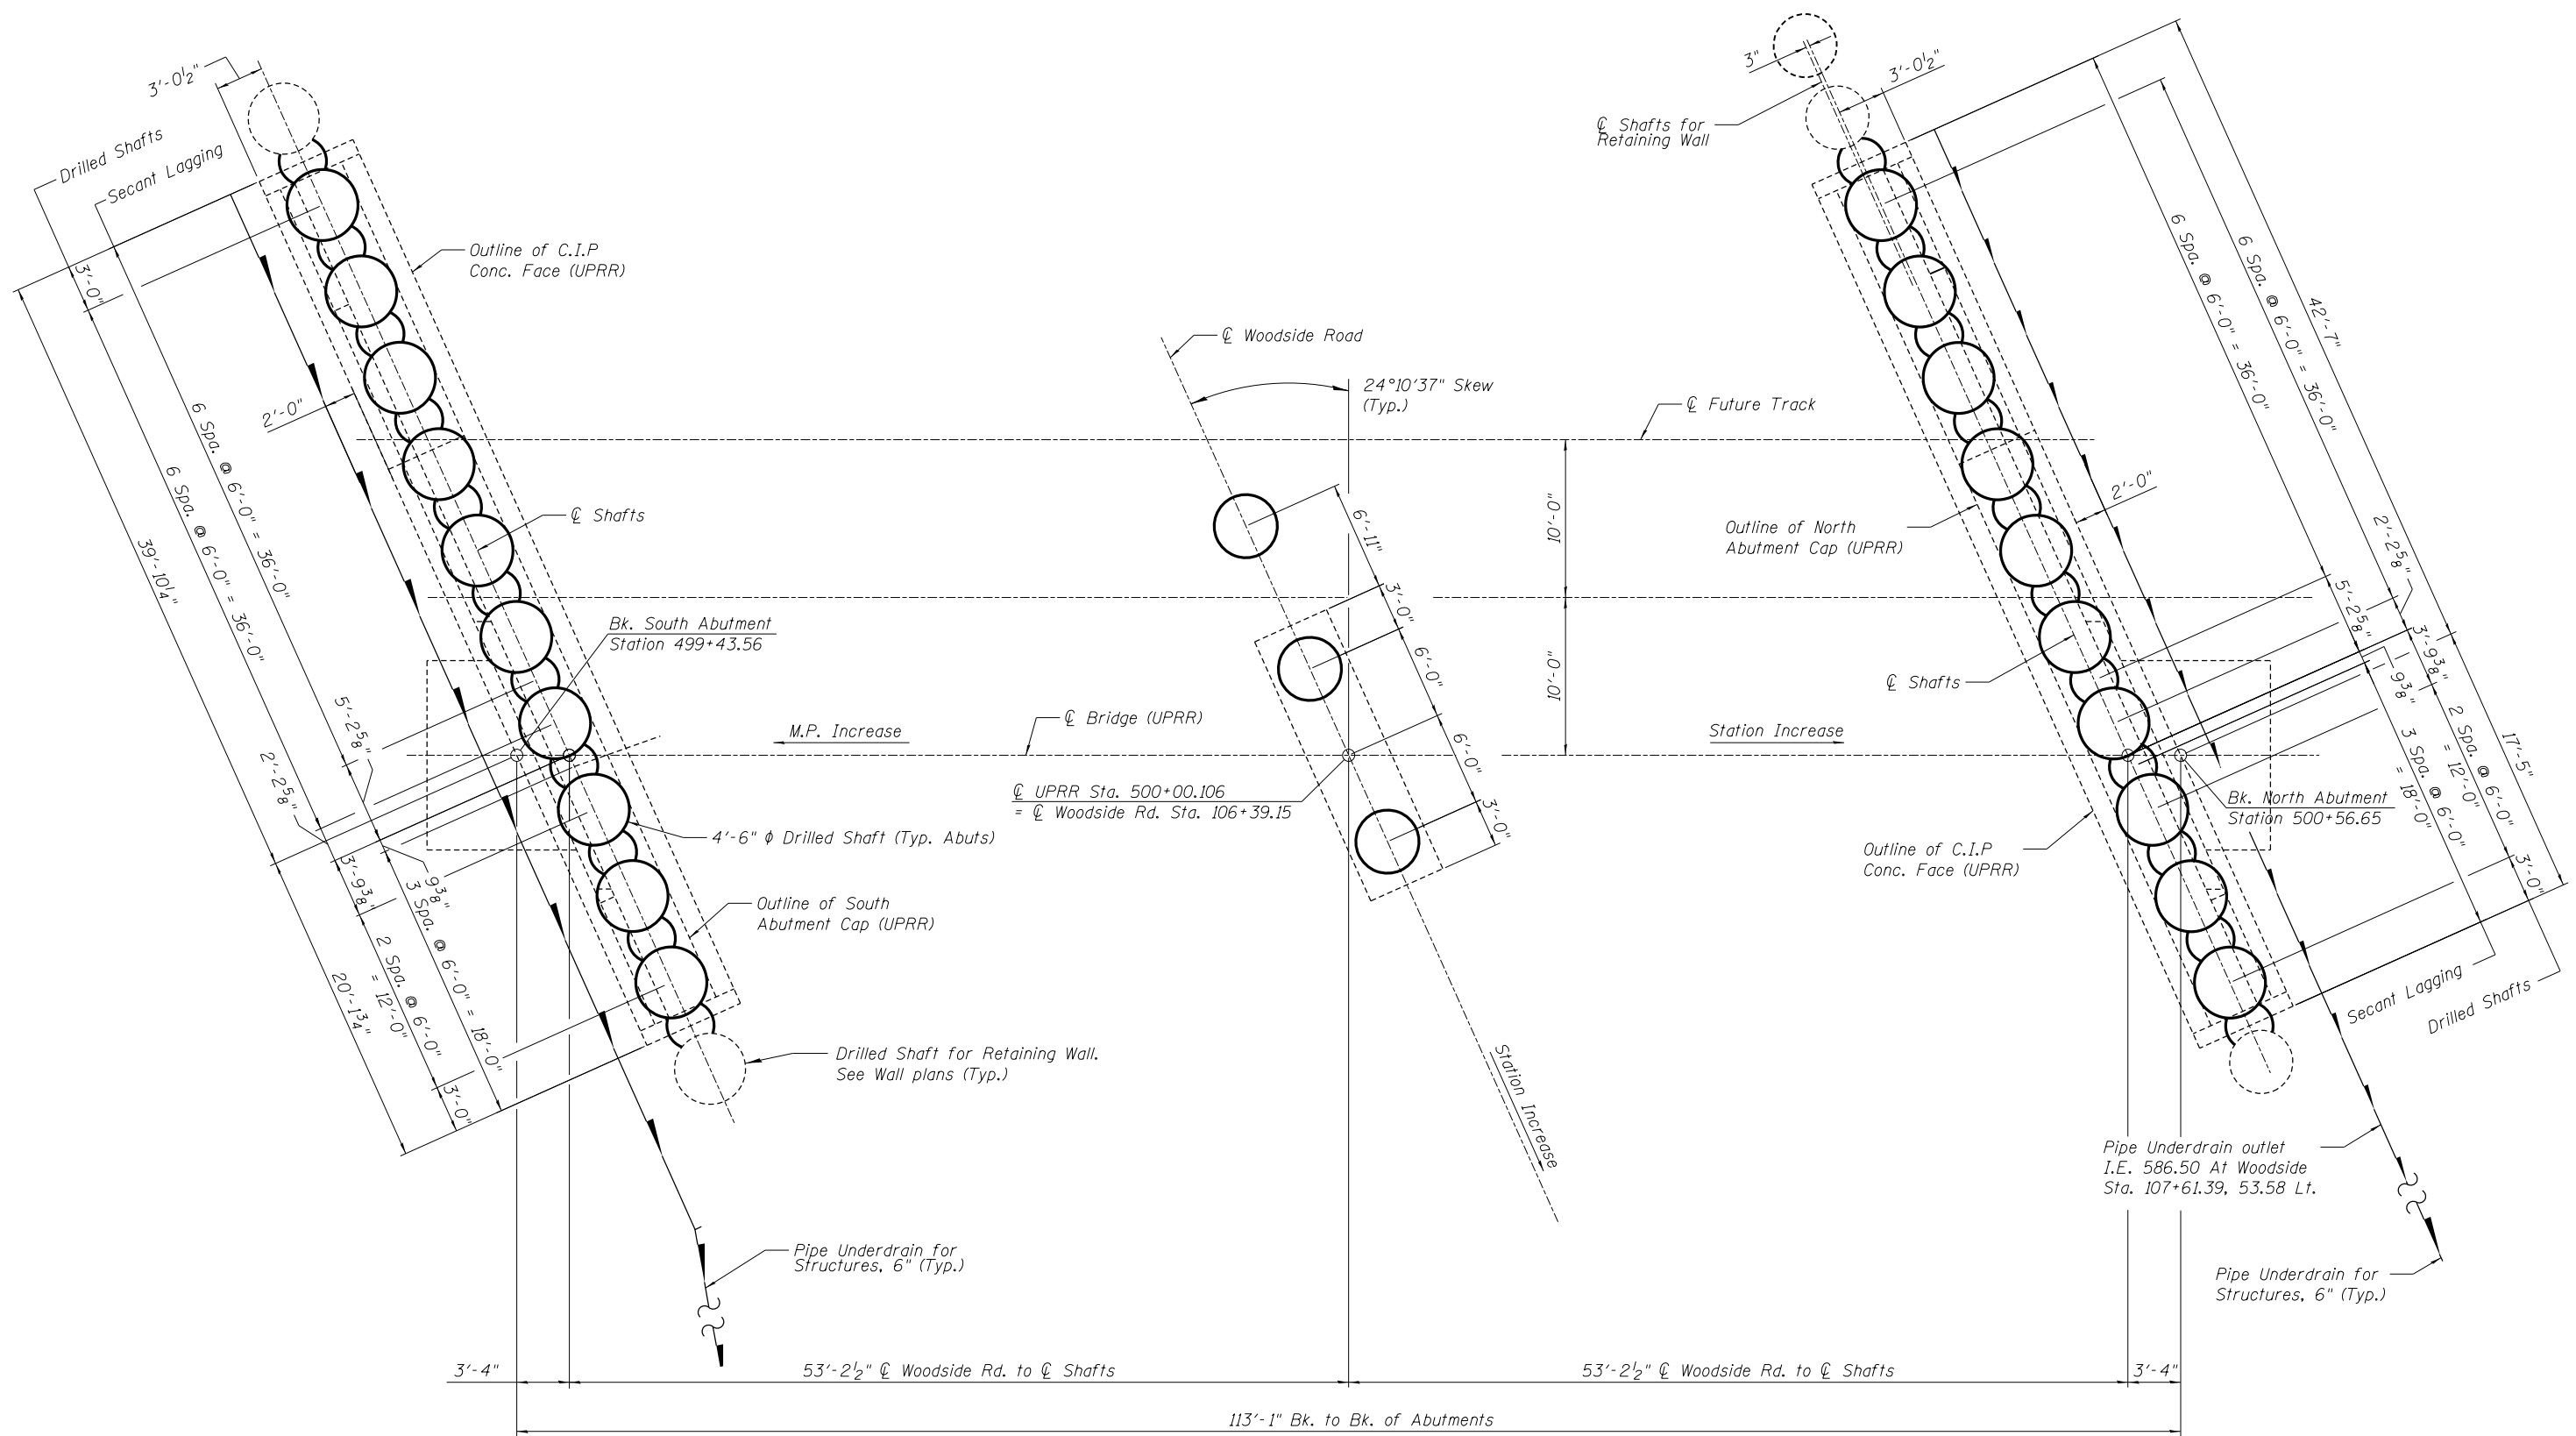 3'-0½"
Drilled Shafts
Secant Lagging
3'-0"
6 Spa. @ 6'-0" = 36'-0"
6 Spa. @ 6'-0" = 36'-0"
39'-10¼"
2'-0"
Outline of C.I.P
Conc. Face (UPRR)
℄ Shafts
Bk. South Abutment
Station 499+43.56
5'-2⅝"
2'-2⅝"
9⅜"
3'-9⅜"
3 Spa. @ 6'-0" = 18'-0"
2 Spa. @ 6'-0"
= 12'-0"
20'-1¾"
3'-0"
M.P. Increase
℄ Bridge (UPRR)
4'-6" ϕ Drilled Shaft (Typ. Abuts)
Outline of South
Abutment Cap (UPRR)
Drilled Shaft for Retaining Wall.
See Wall plans (Typ.)
Pipe Underdrain for
Structures, 6" (Typ.)
℄ Woodside Road
24°10'37" Skew
(Typ.)
℄ Future Track
10'-0"
10'-0"
6'-11"
3'-0"
6'-0"
6'-0"
3'-0"
℄ UPRR Sta. 500+00.106
= ℄ Woodside Rd. Sta. 106+39.15
Station Increase
3"
3'-0½"
℄ Shafts for
Retaining Wall
6 Spa. @ 6'-0" = 36'-0"
6 Spa. @ 6'-0" = 36'-0"
42'-7"
2'-0"
Outline of North
Abutment Cap (UPRR)
℄ Shafts
Station Increase
2'-2⅝"
5'-2⅝"
3'-9⅜"
9⅜"
2 Spa. @ 6'-0"
= 12'-0"
3 Spa. @ 6'-0"
= 18'-0"
17'-5"
3'-0"
Bk. North Abutment
Station 500+56.65
Outline of C.I.P
Conc. Face (UPRR)
Secant Lagging
Drilled Shafts
Pipe Underdrain outlet
I.E. 586.50 At Woodside
Sta. 107+61.39, 53.58 Lt.
Pipe Underdrain for
Structures, 6" (Typ.)
3'-4"
53'-2½" ℄ Woodside Rd. to ℄ Shafts
53'-2½" ℄ Woodside Rd. to ℄ Shafts
3'-4"
113'-1" Bk. to Bk. of Abutments